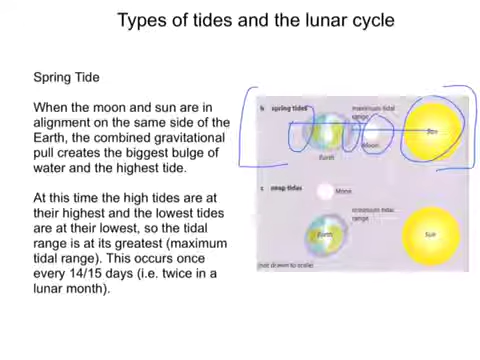 Types of tides and the lunar cycle
Spring Tide
When the moon and sun are in
alignment on the same side of the
Earth, the combined gravitational
pull creates the biggest bulge of
water and the highest tide.
At this time the high tides are at
their highest and the lowest tides
are at their lowest, so the tidal
range is at its greatest (maximum
tidal range). This occurs once
every 14/15 days (i.e. twice in a
lunar month).
b spring tides
maximum tidal
range
Sun
Moon
Earth
c neap tides
Moon
minimum tidal
range
Earth
Sun
(not drawn to scale)